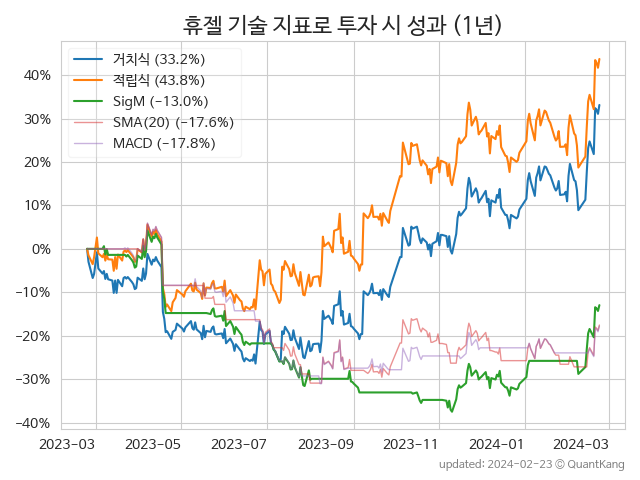 휴젤 기술 지표로 투자 시 성과 (1년)
거치식 (33.2%)
적립식 (43.8%)
SigM (−13.0%)
SMA(20) (−17.6%)
MACD (−17.8%)
40%
30%
20%
10%
0%
−10%
−20%
−30%
−40%
2023-03 2023-05 2023-07 2023-09 2023-11 2024-01 2024-03
updated: 2024-02-23 ⓒ QuantKang